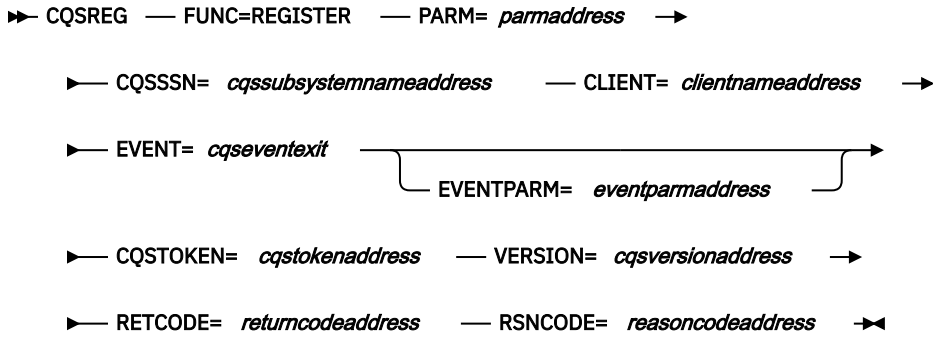 CQSREG FUNC=REGISTER PARM= parmaddress
CQSSSN= cqssubsystemnameaddress CLIENT= clientnameaddress
EVENT= cqseventexit
EVENTPARM= eventparmaddress
CQSTOKEN= cqstokenaddress VERSION= cqsversionaddress
RETCODE= returncodeaddress RSNCODE= reasoncodeaddress